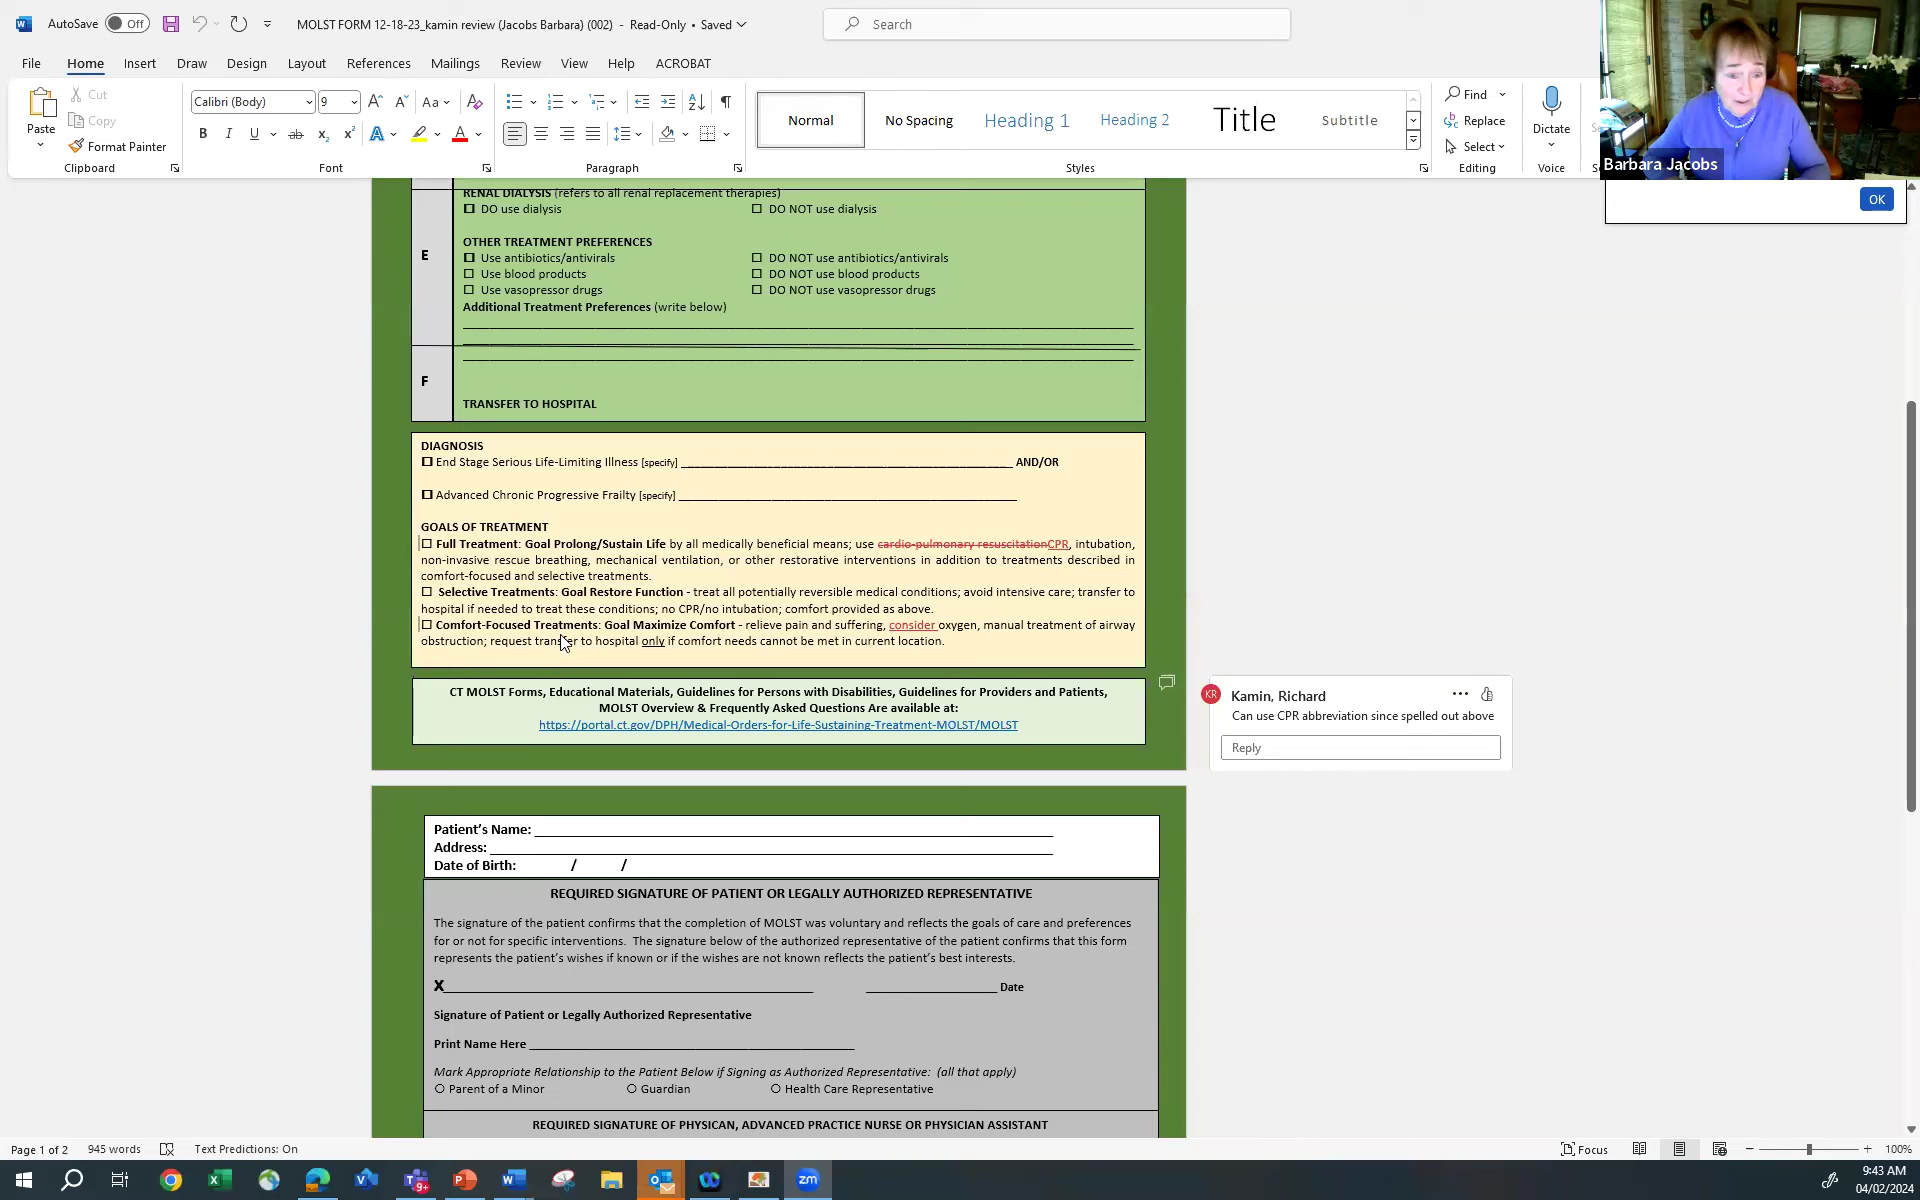 AutoSave Off MOLST FORM 12-18-23_kamin review (Jacobs Barbara) (002) - Read-Only • Saved Search
File Home Insert Draw Design Layout References Mailings Review View Help ACROBAT
Paste Cut Copy Format Painter
Calibri (Body) 9 Aa
Normal No Spacing Heading 1 Heading 2 Title Subtitle
Find Replace Select
Dictate
Clipboard Font Paragraph Styles Editing Voice
Barbara Jacobs
OK
RENAL DIALYSIS (refers to all renal replacement therapies)
☐ DO use dialysis ☐ DO NOT use dialysis
E
OTHER TREATMENT PREFERENCES
☐ Use antibiotics/antivirals ☐ DO NOT use antibiotics/antivirals
☐ Use blood products ☐ DO NOT use blood products
☐ Use vasopressor drugs ☐ DO NOT use vasopressor drugs
Additional Treatment Preferences (write below)
F
TRANSFER TO HOSPITAL
DIAGNOSIS
☐ End Stage Serious Life-Limiting Illness [specify] ____ AND/OR
☐ Advanced Chronic Progressive Frailty [specify] ____
GOALS OF TREATMENT
☐ Full Treatment: Goal Prolong/Sustain Life by all medically beneficial means; use cardio-pulmonary resuscitationCPR, intubation,
non-invasive rescue breathing, mechanical ventilation, or other restorative interventions in addition to treatments described in
comfort-focused and selective treatments.
☐ Selective Treatments: Goal Restore Function - treat all potentially reversible medical conditions; avoid intensive care; transfer to
hospital if needed to treat these conditions; no CPR/no intubation; comfort provided as above.
☐ Comfort-Focused Treatments: Goal Maximize Comfort - relieve pain and suffering, consider oxygen, manual treatment of airway
obstruction; request transfer to hospital only if comfort needs cannot be met in current location.
CT MOLST Forms, Educational Materials, Guidelines for Persons with Disabilities, Guidelines for Providers and Patients,
MOLST Overview & Frequently Asked Questions Are available at:
https://portal.ct.gov/DPH/Medical-Orders-for-Life-Sustaining-Treatment-MOLST/MOLST
KR Kamin, Richard
Can use CPR abbreviation since spelled out above
Reply
Patient's Name: ____
Address: ____
Date of Birth: / /
REQUIRED SIGNATURE OF PATIENT OR LEGALLY AUTHORIZED REPRESENTATIVE
The signature of the patient confirms that the completion of MOLST was voluntary and reflects the goals of care and preferences
for or not for specific interventions. The signature below of the authorized representative of the patient confirms that this form
represents the patient's wishes if known or if the wishes are not known reflects the patient's best interests.
X____ ____ Date
Signature of Patient or Legally Authorized Representative
Print Name Here ____
Mark Appropriate Relationship to the Patient Below if Signing as Authorized Representative: (all that apply)
○ Parent of a Minor ○ Guardian ○ Health Care Representative
REQUIRED SIGNATURE OF PHYSICAN, ADVANCED PRACTICE NURSE OR PHYSICIAN ASSISTANT
Page 1 of 2 945 words Text Predictions: On Focus 100%
9:43 AM
04/02/2024